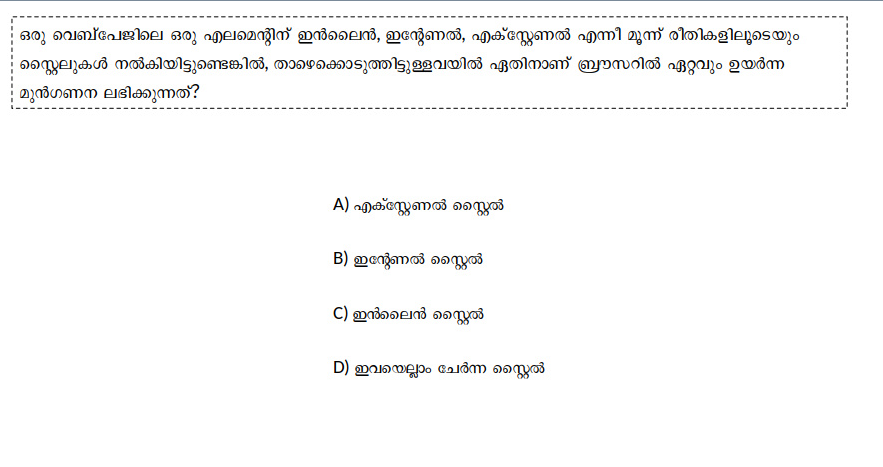 ഒരു വെബ്പേജിലെ ഒരു എലമെന്റിന് ഇൻലൈൻ, ഇന്റേണൽ, എക്സ്റ്റേണൽ എന്നീ മൂന്ന് രീതികളിലൂടെയും
സ്റ്റൈലുകൾ നൽകിയിട്ടുണ്ടെങ്കിൽ, താഴെക്കൊടുത്തിട്ടുള്ളവയിൽ ഏതിനാണ് ബ്രൗസറിൽ ഏറ്റവും ഉയർന്ന
മുൻഗണന ലഭിക്കുന്നത്?
A) എക്സ്റ്റേണൽ സ്റ്റൈൽ
B) ഇന്റേണൽ സ്റ്റൈൽ
C) ഇൻലൈൻ സ്റ്റൈൽ
D) ഇവയെല്ലാം ചേർന്ന സ്റ്റൈൽ